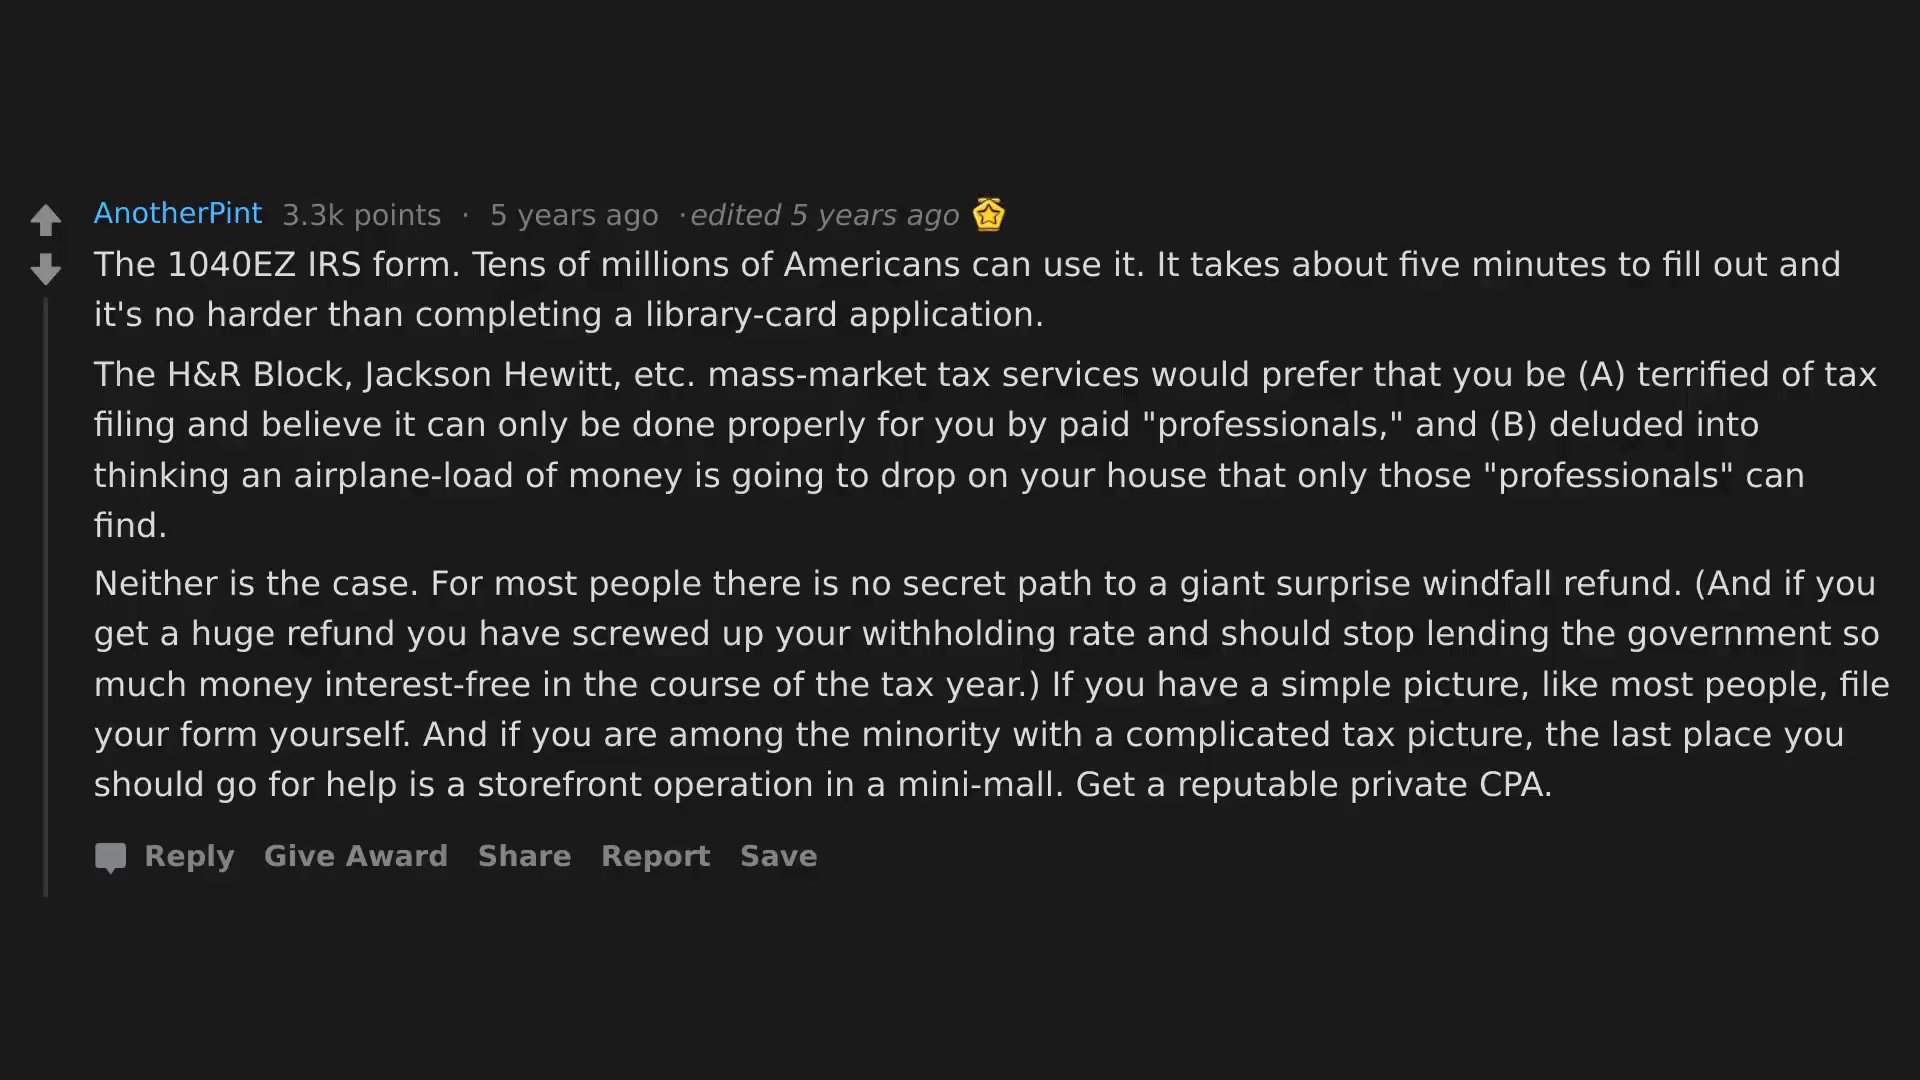 AnotherPint 3.3k points · 5 years ago ·edited 5 years ago
The 1040EZ IRS form. Tens of millions of Americans can use it. It takes about five minutes to fill out and
it's no harder than completing a library-card application.
The H&R Block, Jackson Hewitt, etc. mass-market tax services would prefer that you be (A) terrified of tax
filing and believe it can only be done properly for you by paid "professionals," and (B) deluded into
thinking an airplane-load of money is going to drop on your house that only those "professionals" can
find.
Neither is the case. For most people there is no secret path to a giant surprise windfall refund. (And if you
get a huge refund you have screwed up your withholding rate and should stop lending the government so
much money interest-free in the course of the tax year.) If you have a simple picture, like most people, file
your form yourself. And if you are among the minority with a complicated tax picture, the last place you
should go for help is a storefront operation in a mini-mall. Get a reputable private CPA.
Reply Give Award Share Report Save